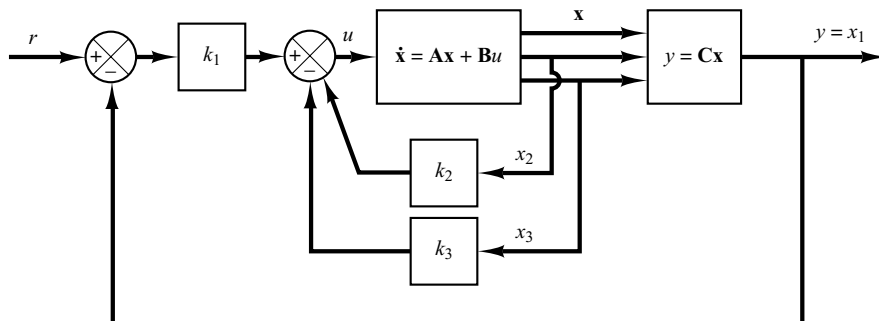 r
+
−
k₁
+
−
u
ẋ = Ax + Bu
x
y = Cx
y = x₁
k₂
x₂
k₃
x₃